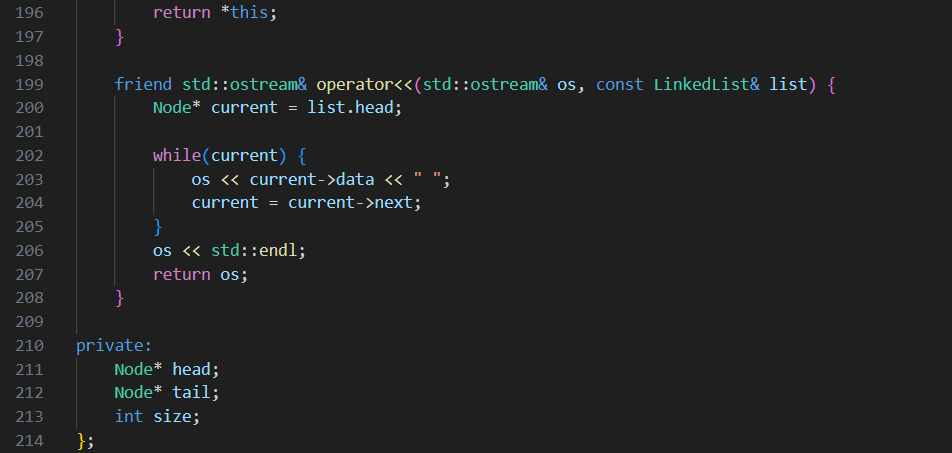 196 return *this;
197 }
198
199 friend std::ostream& operator<<(std::ostream& os, const LinkedList& list) {
200 Node* current = list.head;
201
202 while(current) {
203 os << current->data << " ";
204 current = current->next;
205 }
206 os << std::endl;
207 return os;
208 }
209
210 private:
211 Node* head;
212 Node* tail;
213 int size;
214 };